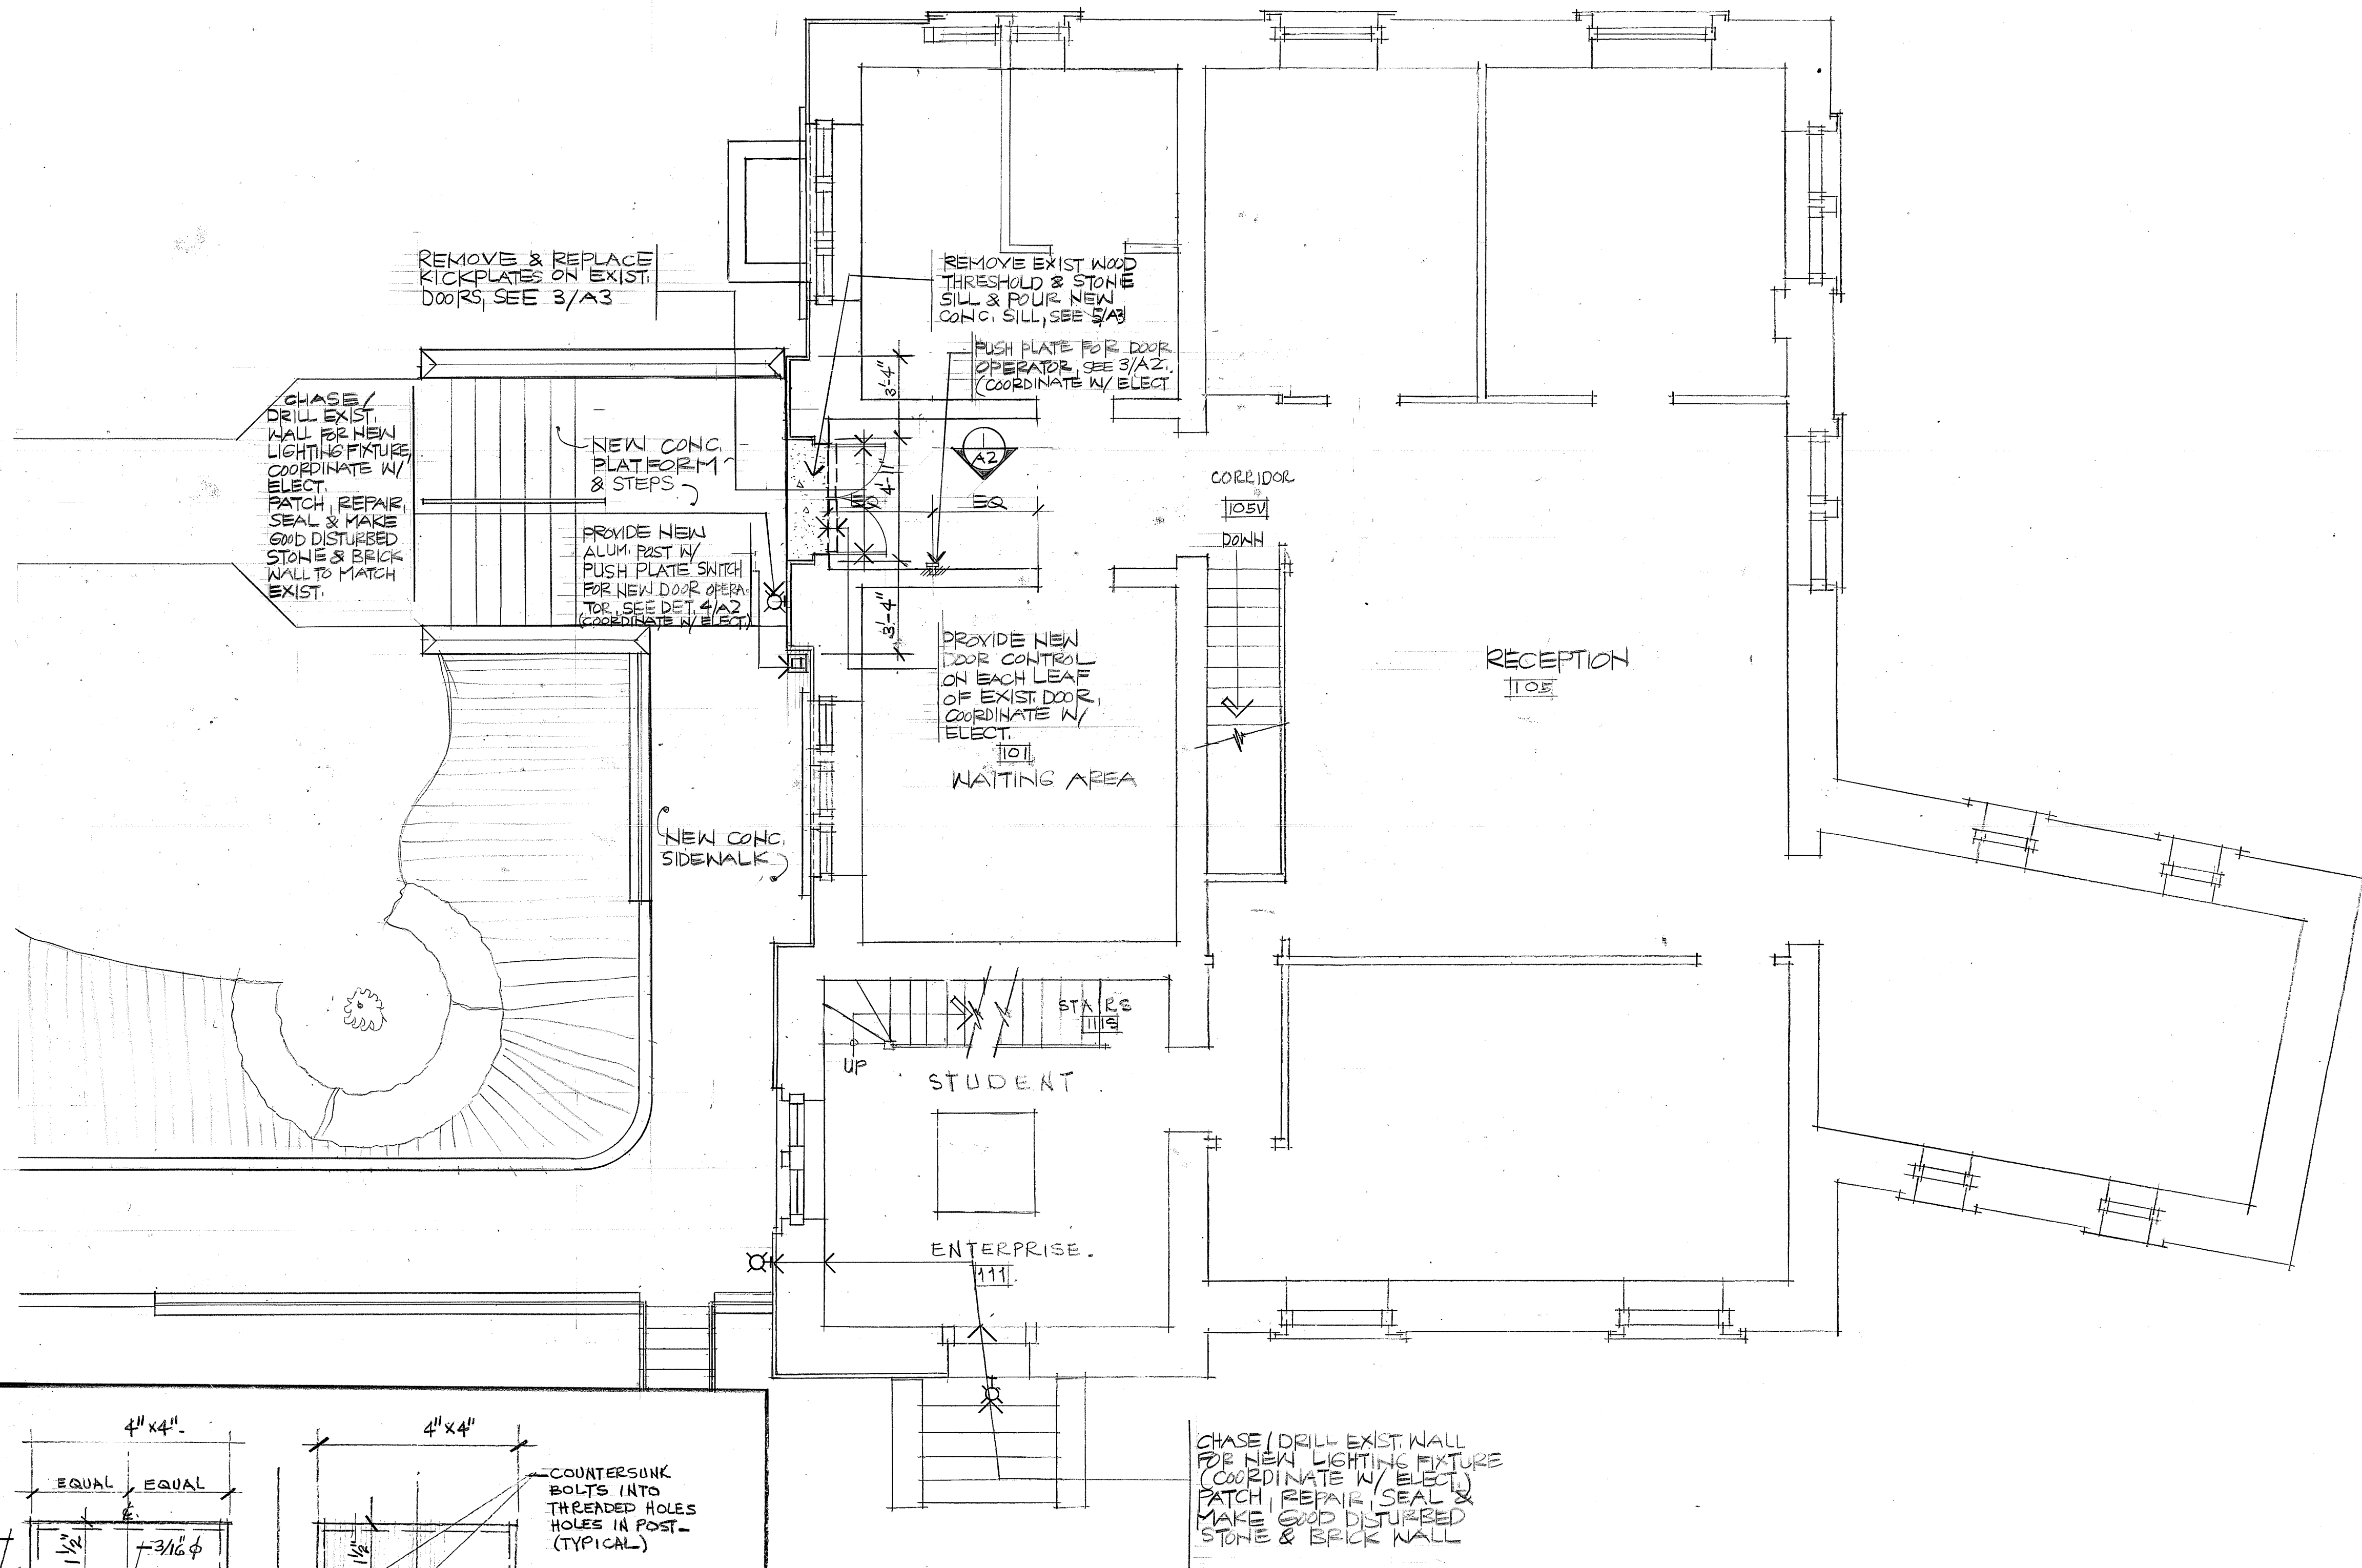 REMOVE & REPLACE
KICKPLATES ON EXIST.
DOORS, SEE 3/A3
REMOVE EXIST WOOD
THRESHOLD & STONE
SILL & POUR NEW
CONC. SILL, SEE 5/A3
PUSH PLATE FOR DOOR
OPERATOR, SEE 3/A2.
(COORDINATE W/ ELECT
CHASE/
DRILL EXIST.
WALL FOR NEW
LIGHTING FIXTURE,
COORDINATE W/
ELECT.
PATCH, REPAIR,
SEAL & MAKE
GOOD DISTURBED
STONE & BRICK
WALL TO MATCH
EXIST.
NEW CONC.
PLATFORM
& STEPS
PROVIDE NEW
ALUM. POST W/
PUSH PLATE SWITCH
FOR NEW DOOR OPERA-
TOR, SEE DET. 4/A2
(COORDINATE W/ ELECT.)
3'-4"
4'-11"
3'-4"
EQ
EQ
1
A2
CORRIDOR
105V
DOWN
PROVIDE NEW
DOOR CONTROL
ON EACH LEAF
OF EXIST. DOOR,
COORDINATE W/
ELECT.
101
WAITING AREA
RECEPTION
105
NEW CONC.
SIDEWALK
STAIRS
111S
UP
STUDENT
ENTERPRISE.
111
CHASE/DRILL EXIST. WALL
FOR NEW LIGHTING FIXTURE
(COORDINATE W/ ELECT.)
PATCH, REPAIR, SEAL &
MAKE GOOD DISTURBED
STONE & BRICK WALL
4"x4"
EQUAL
EQUAL
1 1/2"
3/16 ϕ
4"x4"
1 1/2"
COUNTERSUNK
BOLTS INTO
THREADED HOLES
HOLES IN POST-
(TYPICAL)